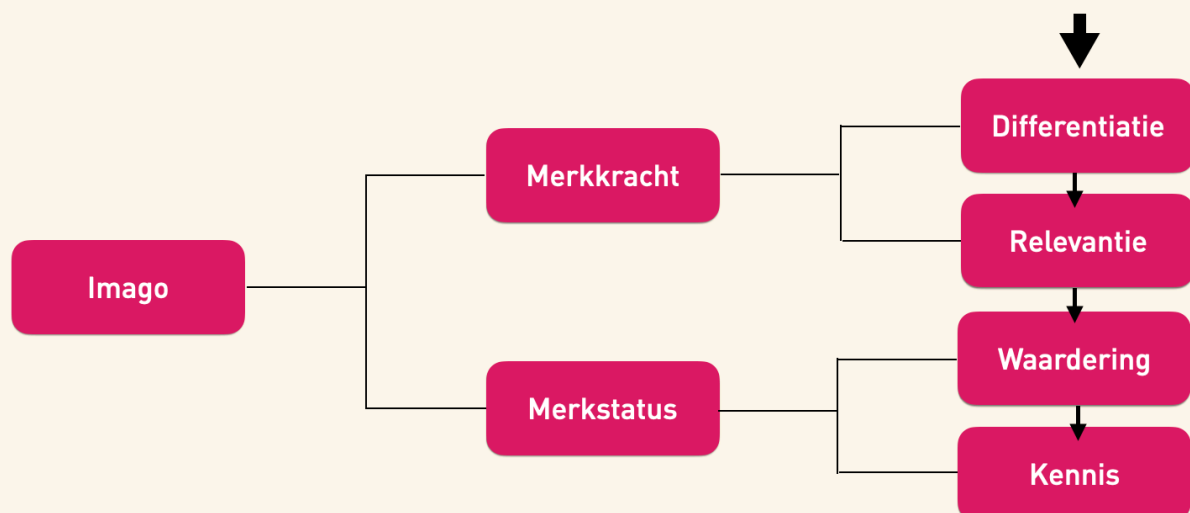 Imago
Merkkracht
Merkstatus
Differentiatie
Relevantie
Waardering
Kennis